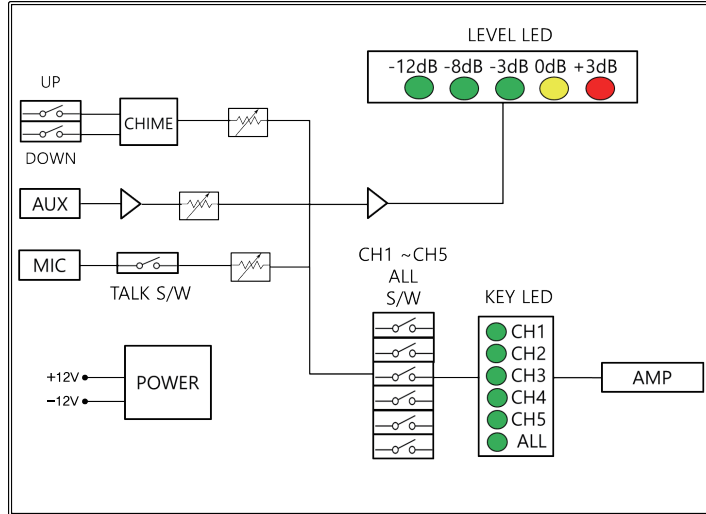 LEVEL LED
-12dB -8dB -3dB 0dB +3dB
UP
CHIME
DOWN
AUX
MIC
TALK S/W
CH1 ~CH5
ALL
S/W
KEY LED
CH1
CH2
CH3
CH4
CH5
ALL
AMP
+12V
−12V
POWER